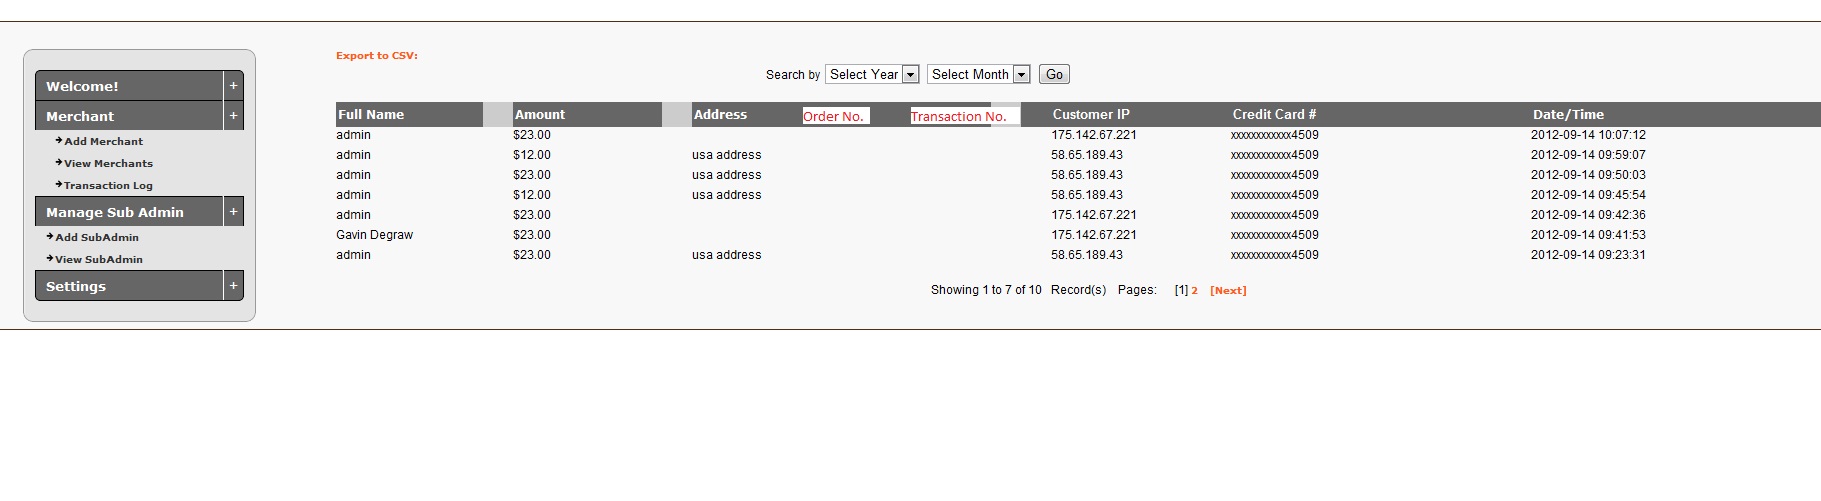 Welcome! +
Merchant +
Add Merchant
View Merchants
Transaction Log
Manage Sub Admin +
Add SubAdmin
View SubAdmin
Settings +
Export to CSV:
Search by Select Year Select Month Go
Full Name Amount Address Order No. Transaction No. Customer IP Credit Card # Date/Time
admin $23.00 175.142.67.221 xxxxxxxxxxxx4509 2012-09-14 10:07:12
admin $12.00 usa address 58.65.189.43 xxxxxxxxxxxx4509 2012-09-14 09:59:07
admin $23.00 usa address 58.65.189.43 xxxxxxxxxxxx4509 2012-09-14 09:50:03
admin $12.00 usa address 58.65.189.43 xxxxxxxxxxxx4509 2012-09-14 09:45:54
admin $23.00 175.142.67.221 xxxxxxxxxxxx4509 2012-09-14 09:42:36
Gavin Degraw $23.00 175.142.67.221 xxxxxxxxxxxx4509 2012-09-14 09:41:53
admin $23.00 usa address 58.65.189.43 xxxxxxxxxxxx4509 2012-09-14 09:23:31
Showing 1 to 7 of 10 Record(s) Pages: [1] 2 [Next]